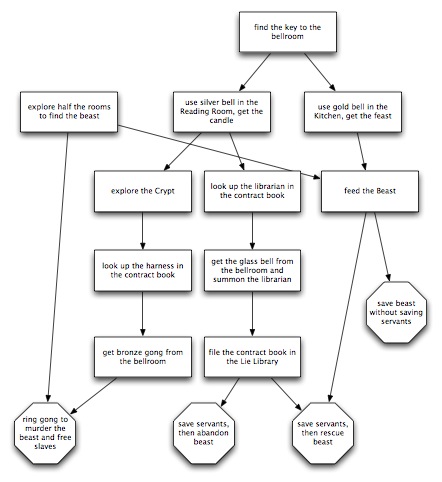 find the key to the
bellroom
explore half the rooms
to find the beast
use silver bell in the
Reading Room, get the
candle
use gold bell in the
Kitchen, get the feast
explore the Crypt
look up the librarian in
the contract book
feed the Beast
look up the harness in
the contract book
get the glass bell from
the bellroom and
summon the librarian
save beast
without saving
servants
get bronze gong from
the bellroom
file the contract book in
the Lie Library
ring gong to
murder the
beast and free
slaves
save servants,
then abandon
beast
save servants,
then rescue
beast